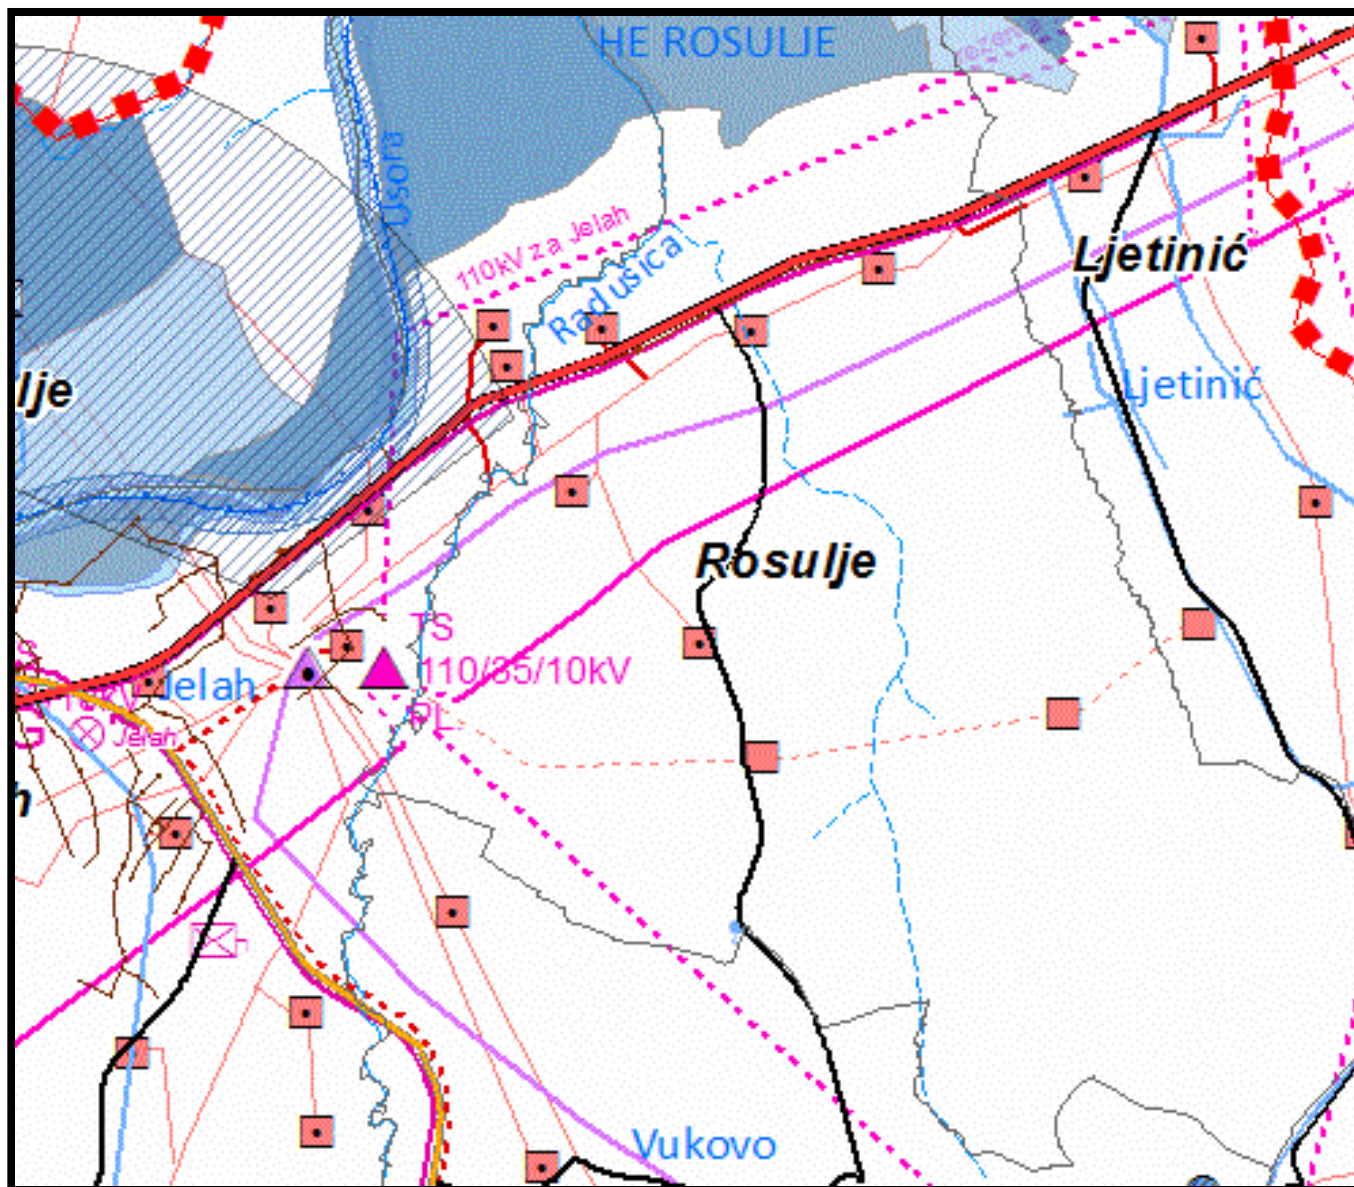 HE ROSULJE
Usora
110kV za Jelah
Radušica
Ljetinić
lje
Ljetinić
Rosulje
TS
110/35/10kV
PL.
Jelah
Jelah
h
Vukovo